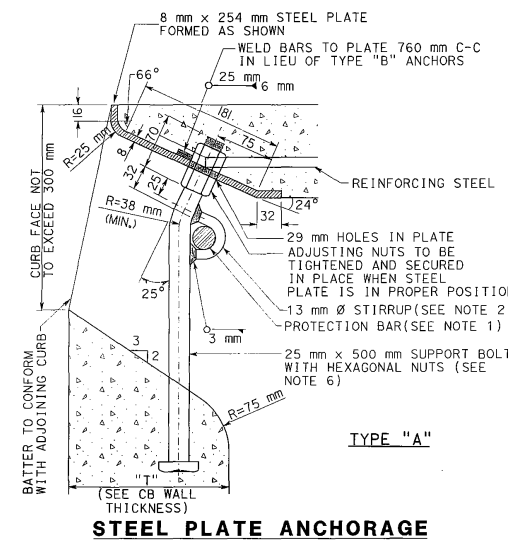 8 mm x 254 mm STEEL PLATE
FORMED AS SHOWN
WELD BARS TO PLATE 760 mm C-C
IN LIEU OF TYPE "B" ANCHORS
25 mm
6 mm
66°
181
16
70
75
R=25 mm
8
32
25
REINFORCING STEEL
R=38 mm
(MIN.)
24°
32
CURB FACE NOT
TO EXCEED 300 mm
29 mm HOLES IN PLATE
ADJUSTING NUTS TO BE
TIGHTENED AND SECURED
IN PLACE WHEN STEEL
PLATE IS IN PROPER POSITIO
25°
13 mm Ø STIRRUP(SEE NOTE 2
3 mm
PROTECTION BAR(SEE NOTE 1)
3
2
25 mm x 500 mm SUPPORT BOLT
WITH HEXAGONAL NUTS (SEE
NOTE 6)
BATTER TO CONFORM
WITH ADJOINING CURB
R=75 mm
TYPE "A"
"T"
(SEE CB WALL
THICKNESS)
STEEL PLATE ANCHORAGE